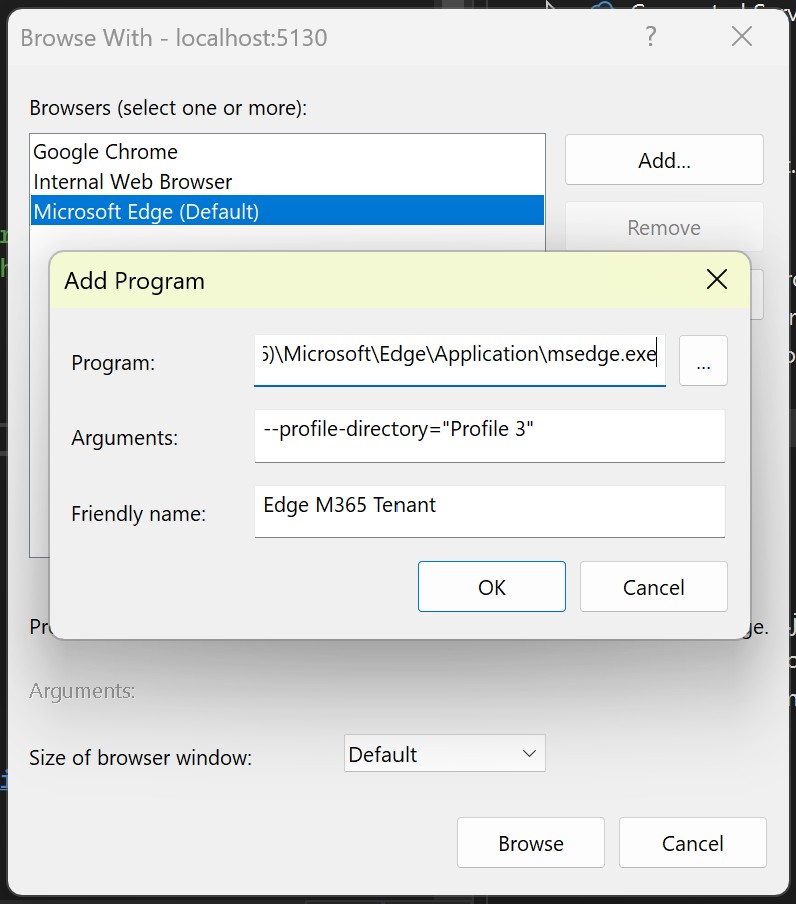 Browse With - localhost:5130
?
Browsers (select one or more):
Google Chrome
Internal Web Browser
Microsoft Edge (Default)
Add...
Remove
Add Program
Program:
6)\Microsoft\Edge\Application\msedge.exe
...
Arguments:
--profile-directory="Profile 3"
Friendly name:
Edge M365 Tenant
OK
Cancel
Arguments:
Size of browser window:
Default
Browse
Cancel